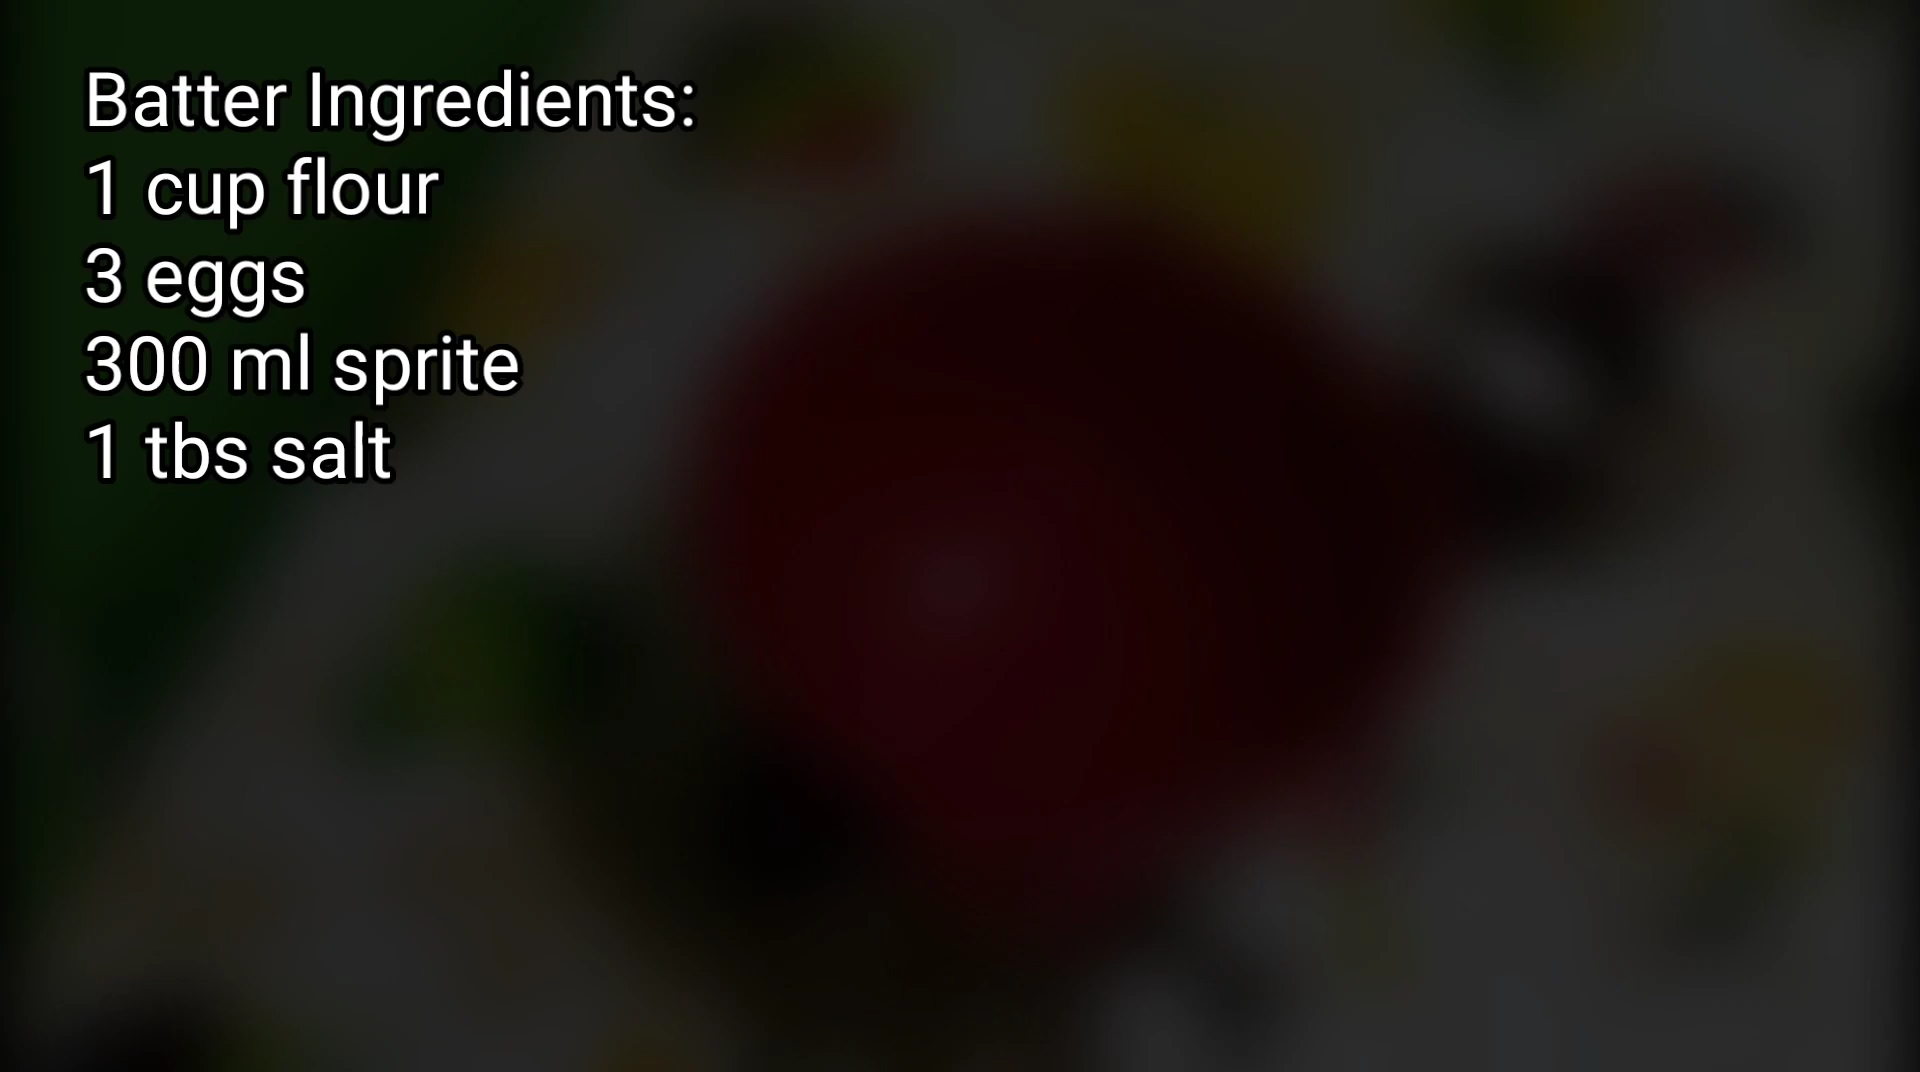 Batter Ingredients:
1 cup flour
3 eggs
300 ml sprite
1 tbs salt